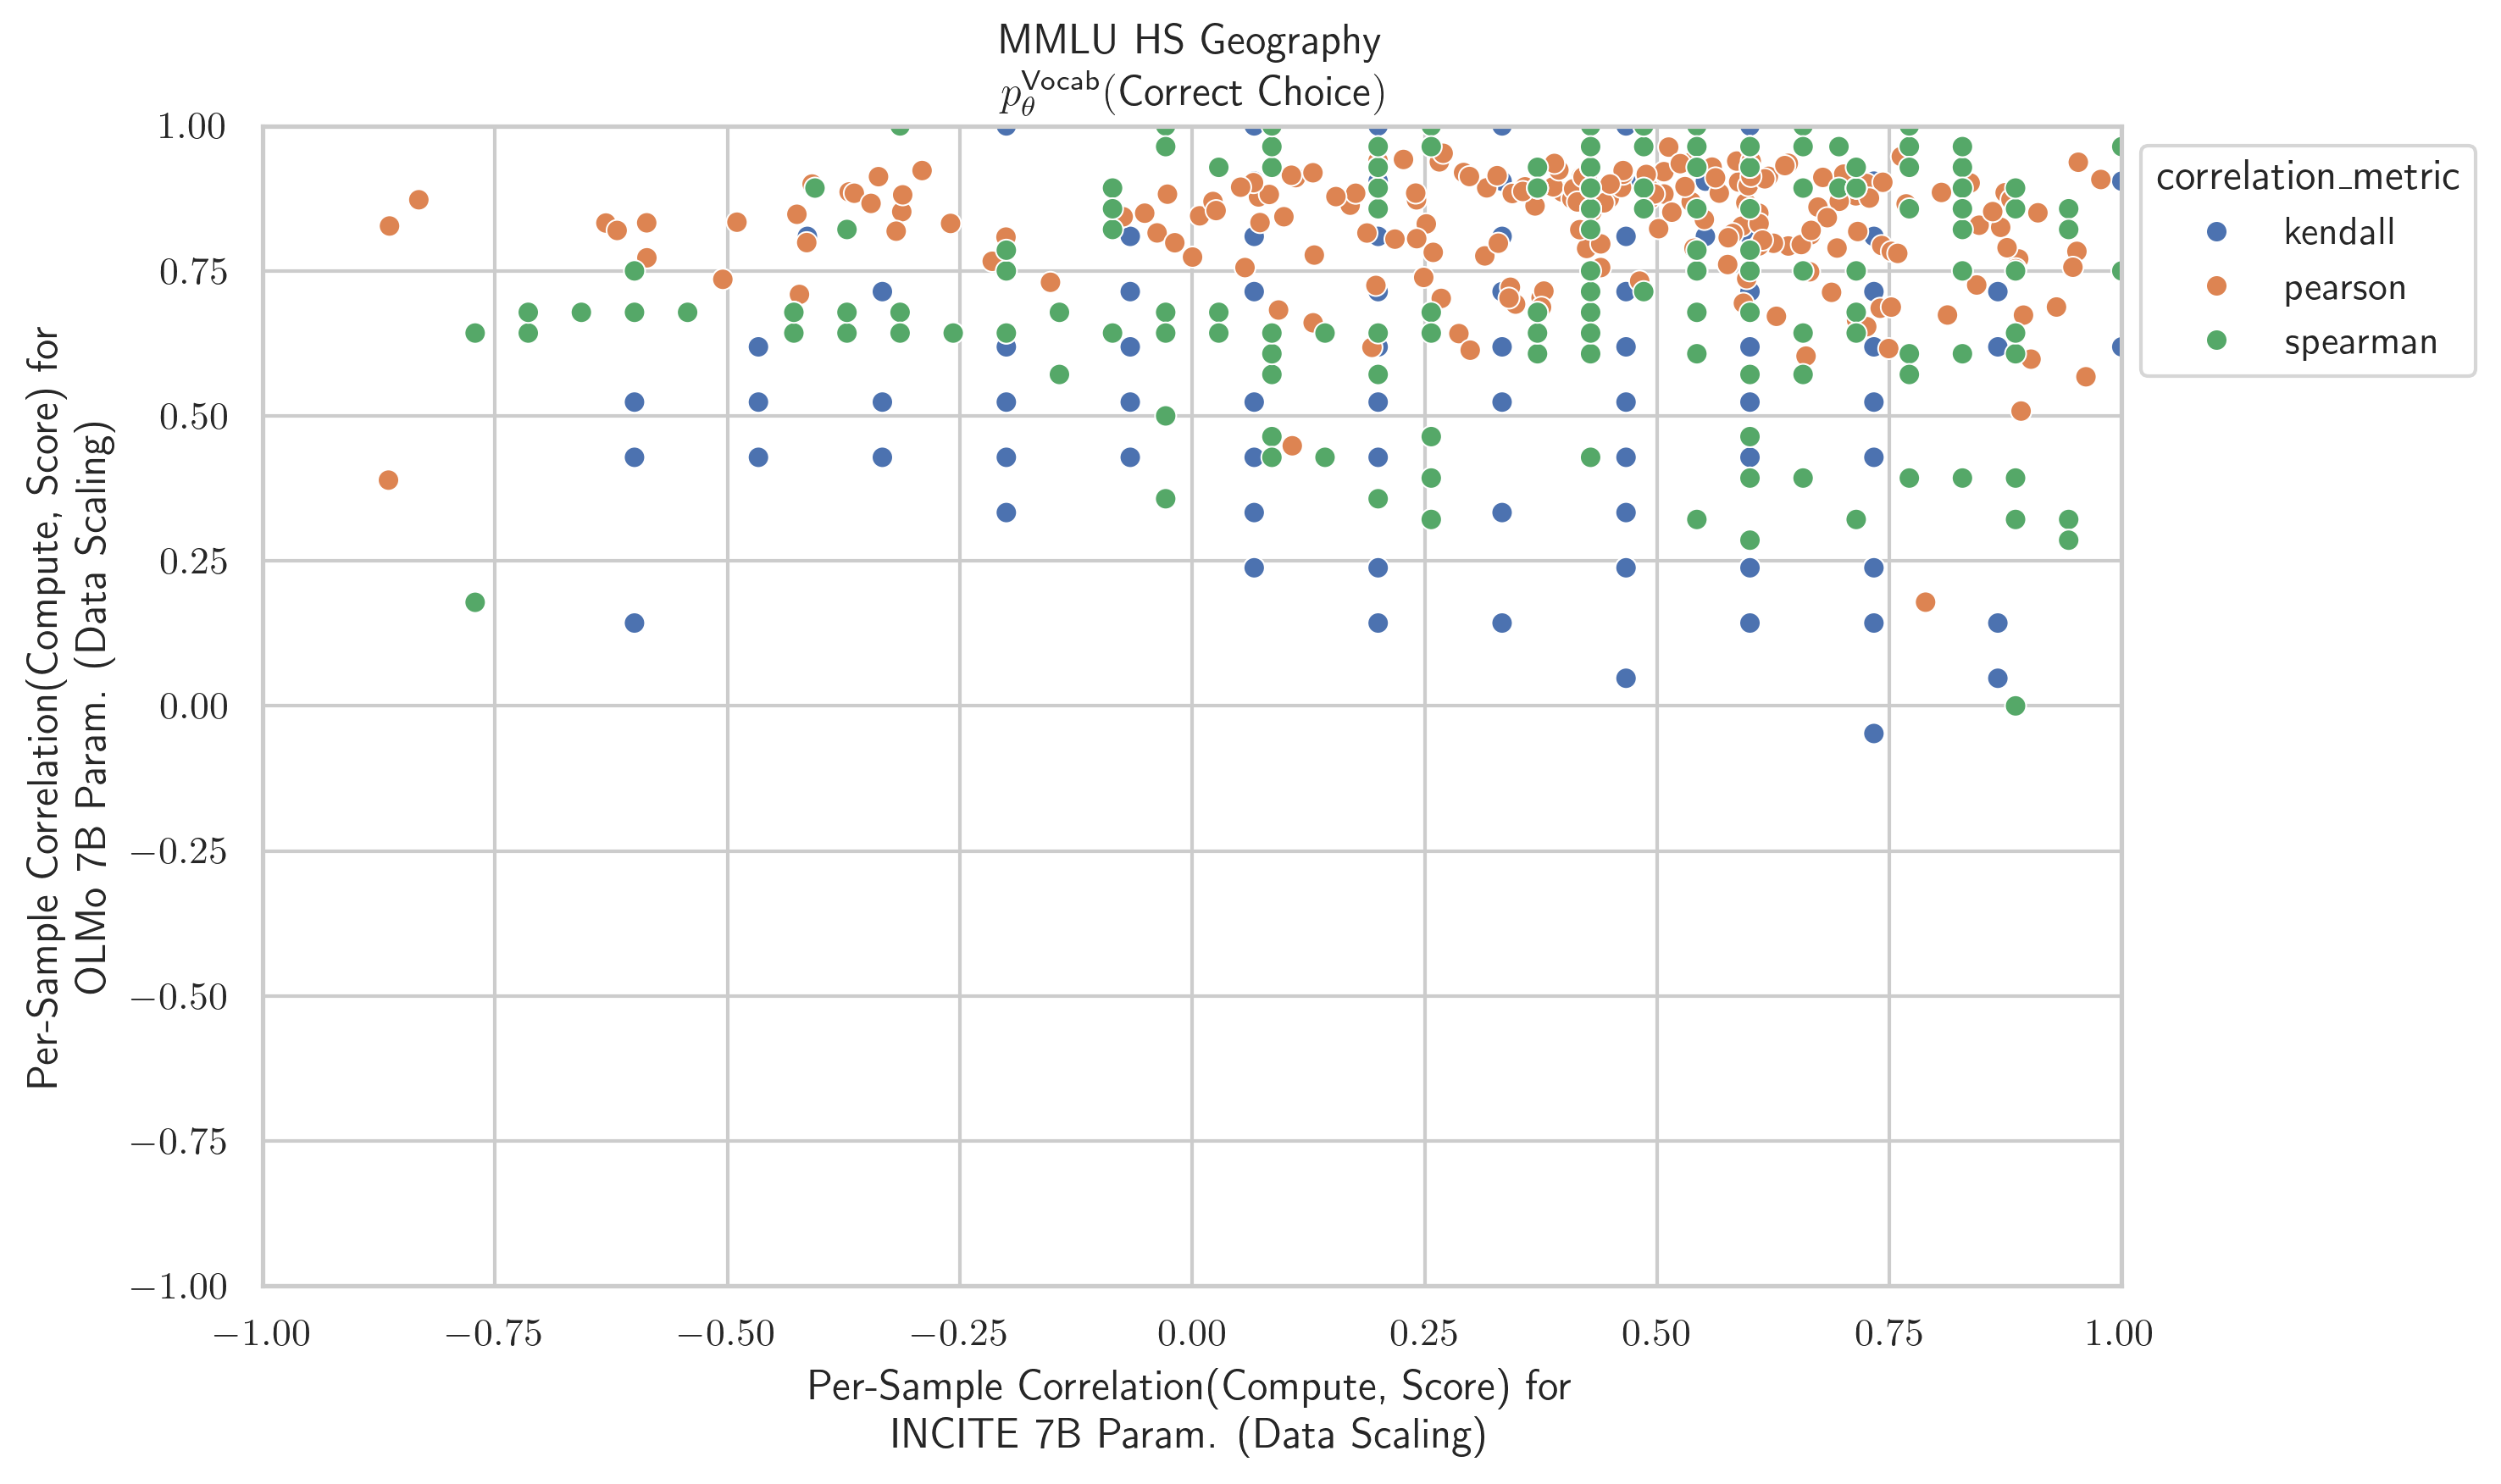 MMLU HS Geography
p_θ^Vocab(Correct Choice)
1.00
0.75
0.50
0.25
0.00
−0.25
−0.50
−0.75
−1.00
Per-Sample Correlation(Compute, Score) for
OLMo 7B Param. (Data Scaling)
correlation_metric
kendall
pearson
spearman
−1.00 −0.75 −0.50 −0.25 0.00 0.25 0.50 0.75 1.00
Per-Sample Correlation(Compute, Score) for
INCITE 7B Param. (Data Scaling)